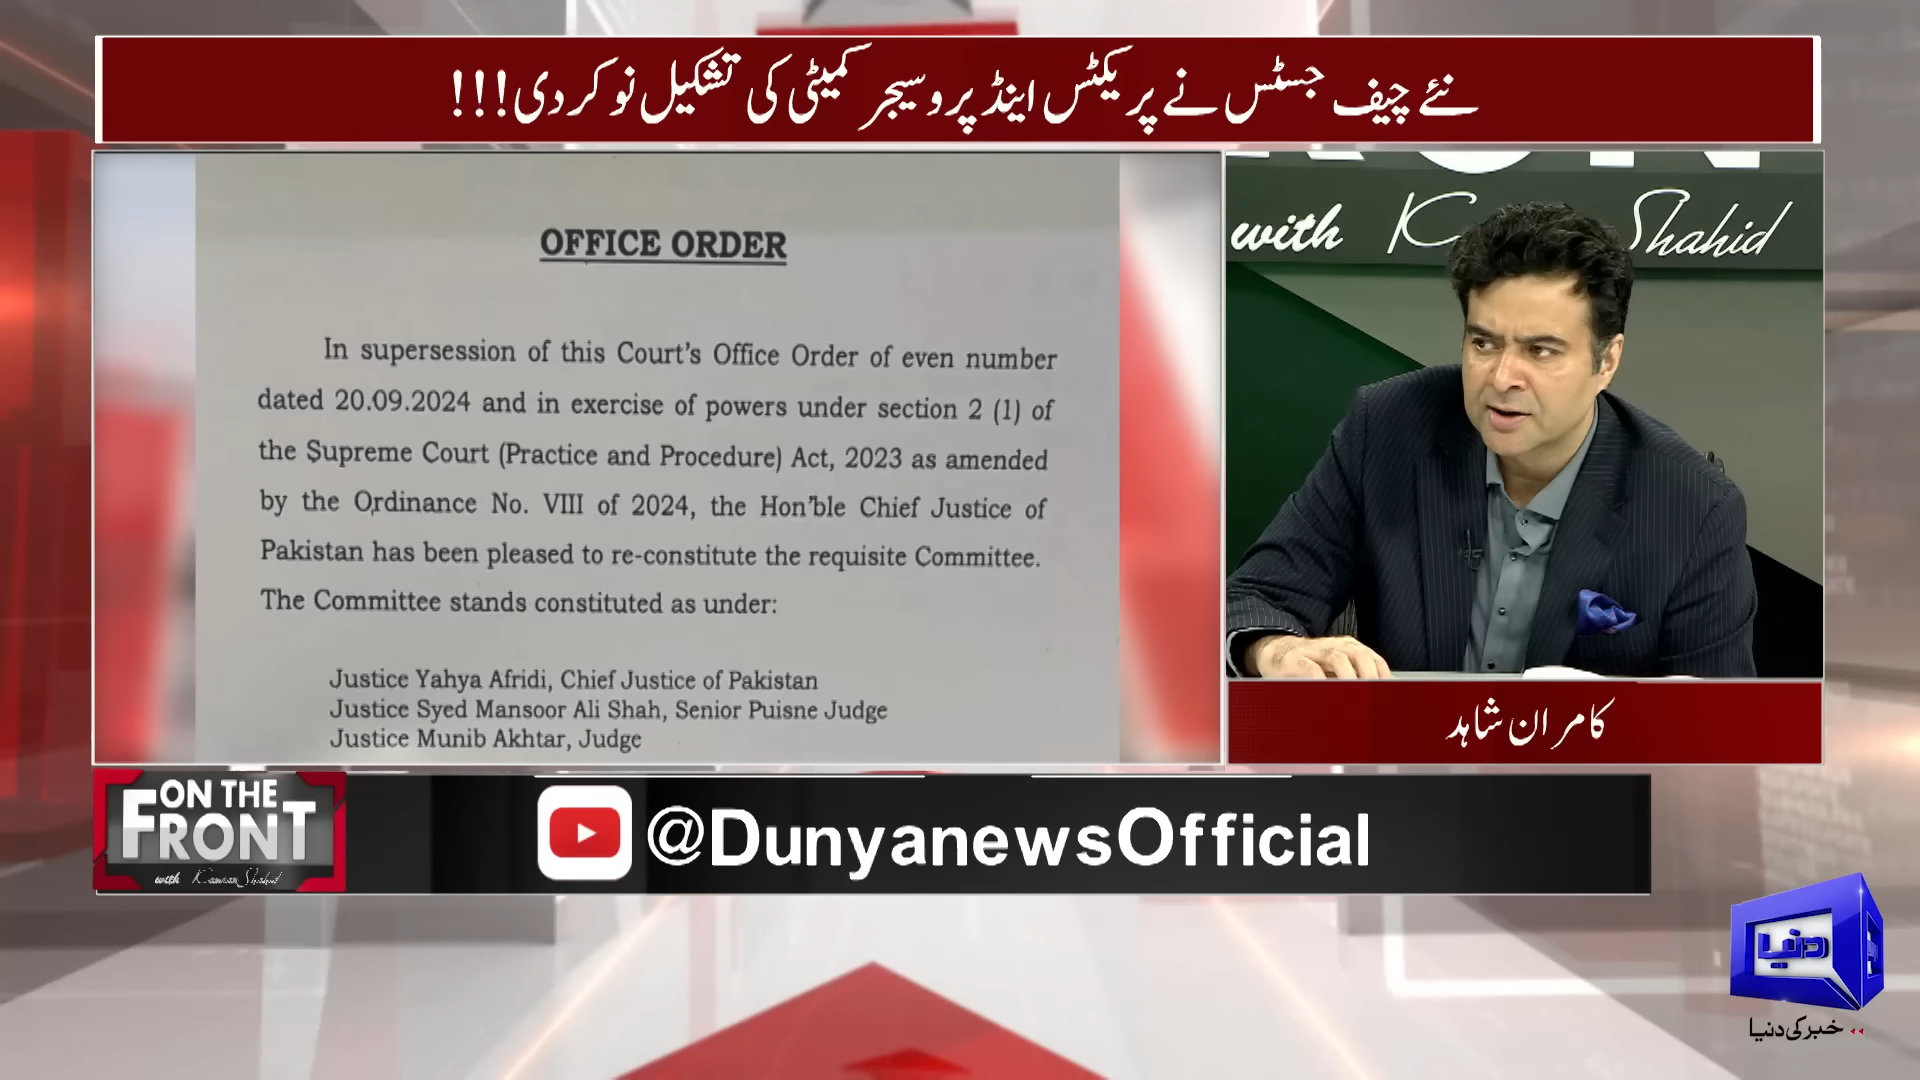 نئے چیف جسٹس نے پریکٹس اینڈ پروسیجر کمیٹی کی تشکیل نو کر دی!!!
OFFICE ORDER
In supersession of this Court's Office Order of even number
dated 20.09.2024 and in exercise of powers under section 2 (1) of
the Supreme Court (Practice and Procedure) Act, 2023 as amended
by the Ordinance No. VIII of 2024, the Hon'ble Chief Justice of
Pakistan has been pleased to re-constitute the requisite Committee.
The Committee stands constituted as under:
Justice Yahya Afridi, Chief Justice of Pakistan
Justice Syed Mansoor Ali Shah, Senior Puisne Judge
Justice Munib Akhtar, Judge
with K Shahid
کامران شاہد
ON THE
FRONT
with Kamran Shahid
@DunyanewsOfficial
دنیا
خبر کی دنیا